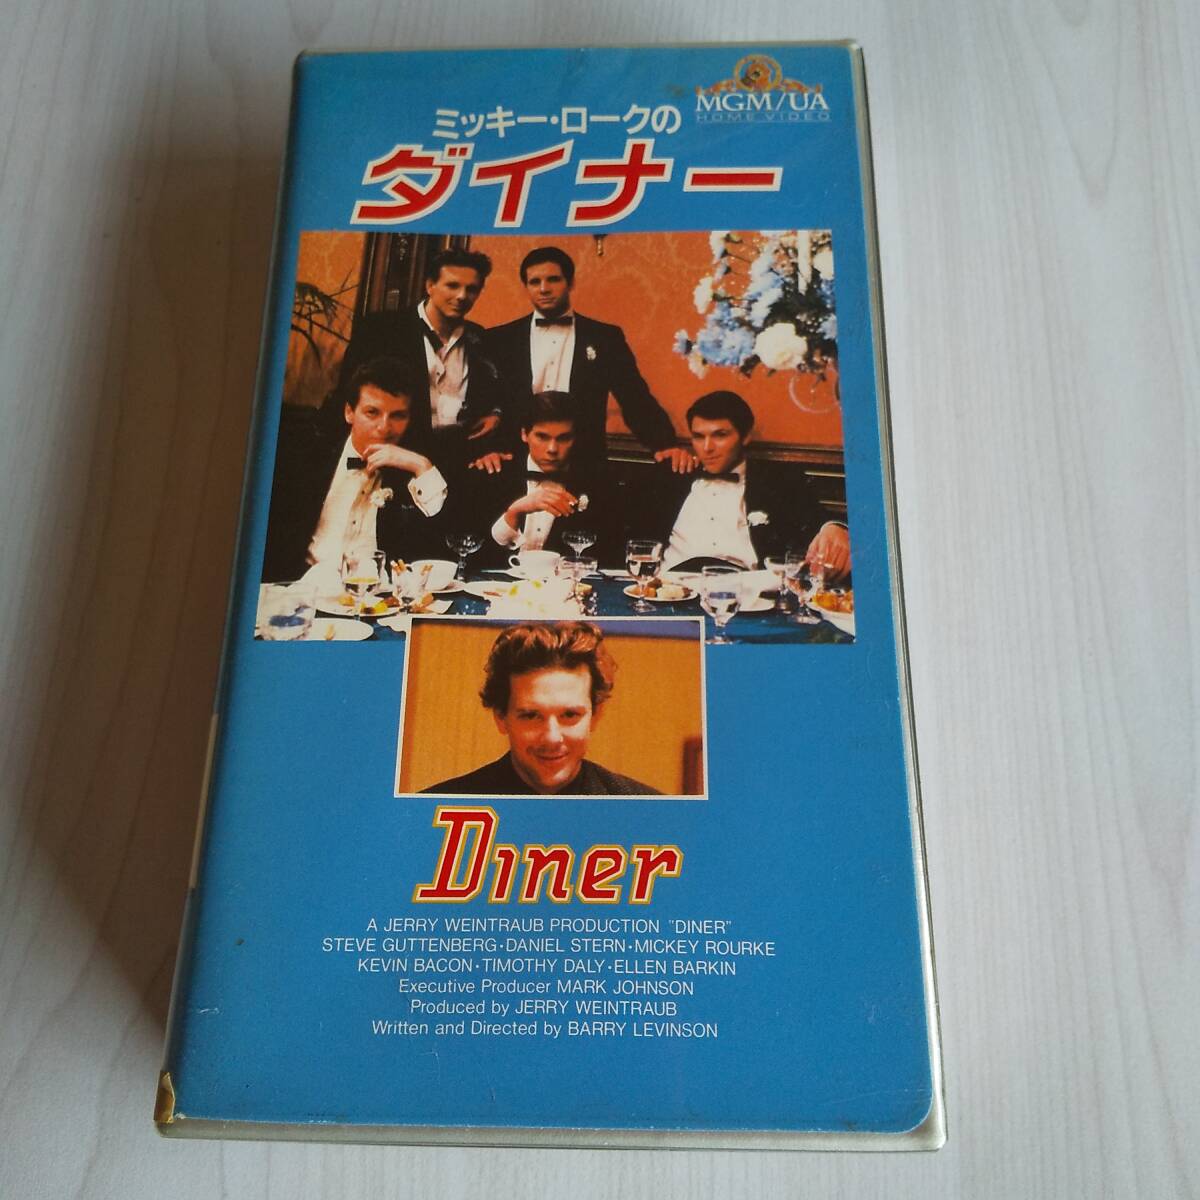 MGM/UA
HOME VIDEO
ミッキー・ロークの
ダイナー
Diner
A JERRY WEINTRAUB PRODUCTION "DINER"
STEVE GUTTENBERG・DANIEL STERN・MICKEY ROURKE
KEVIN BACON・TIMOTHY DALY・ELLEN BARKIN
Executive Producer MARK JOHNSON
Produced by JERRY WEINTRAUB
Written and Directed by BARRY LEVINSON